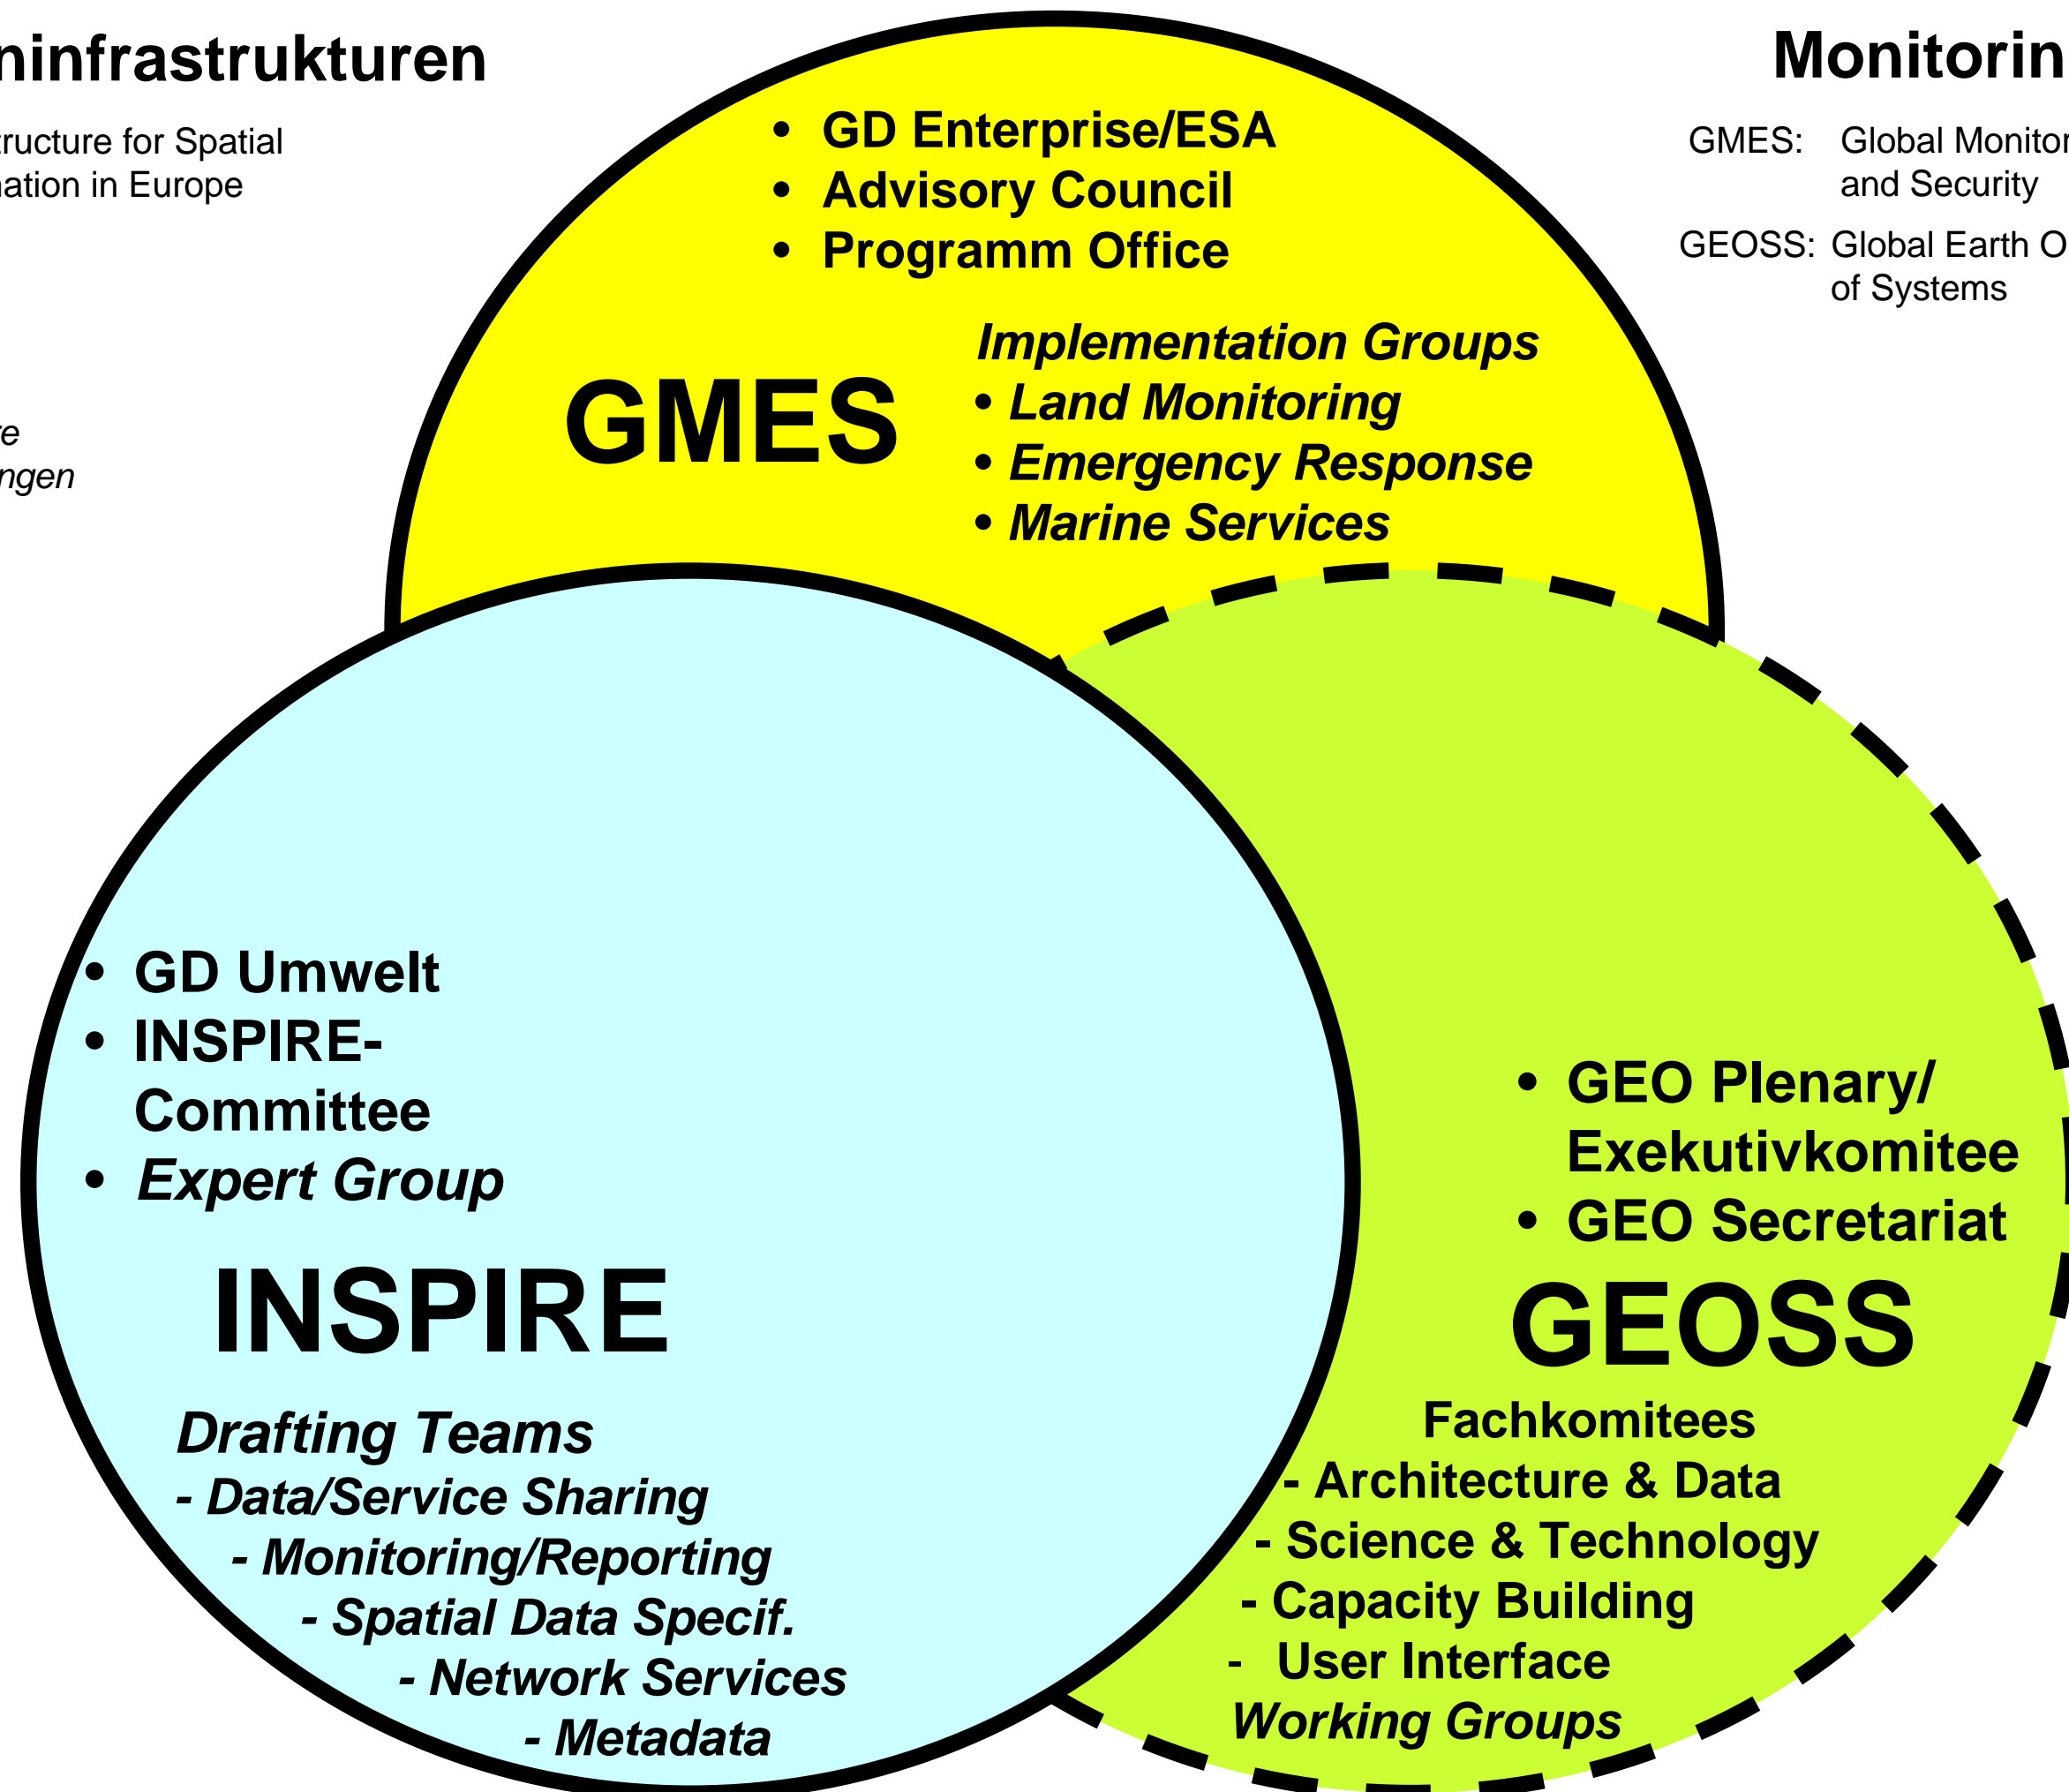 ninfrastrukturen
tructure for Spatial
nation in Europe
re
ngen
Monitorin
GMES: Global Monitor
and Security
GEOSS: Global Earth O
of Systems
• GD Enterprise/ESA
• Advisory Council
• Programm Office
GMES
Implementation Groups
• Land Monitoring
• Emergency Response
• Marine Services
• GD Umwelt
• INSPIRE-
Committee
• Expert Group
INSPIRE
Drafting Teams
- Data/Service Sharing
- Monitoring/Reporting
- Spatial Data Specif.
- Network Services
- Metadata
• GEO Plenary/
Exekutivkomitee
• GEO Secretariat
GEOSS
Fachkomitees
- Architecture & Data
- Science & Technology
- Capacity Building
- User Interface
Working Groups